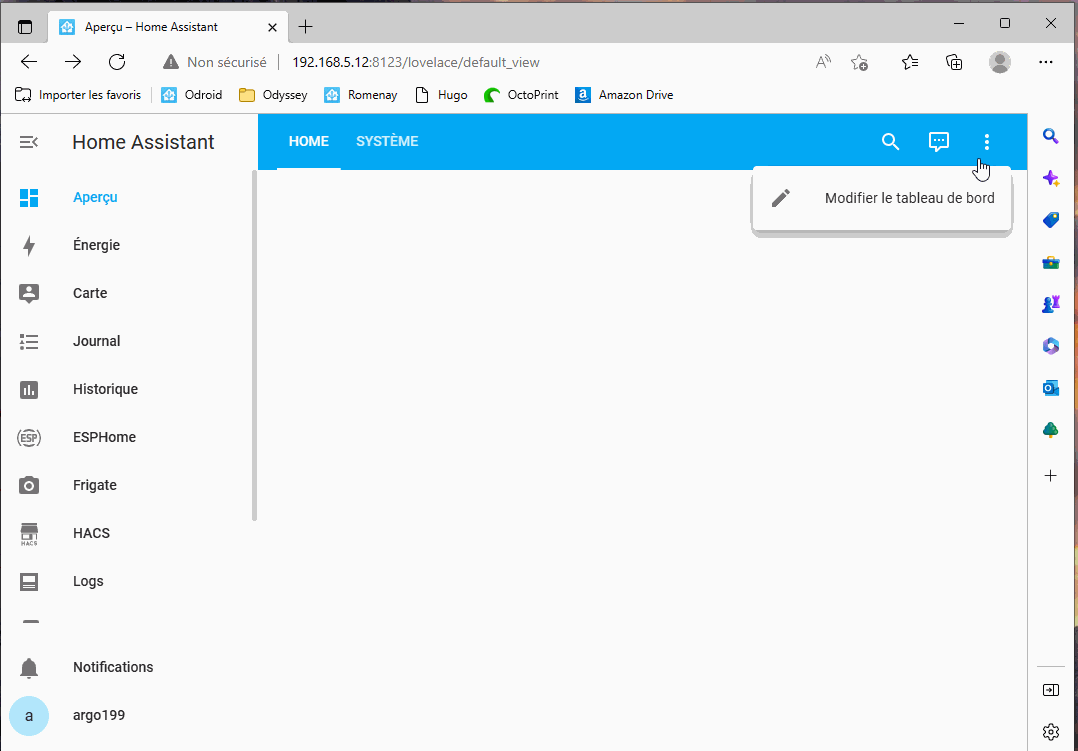 Aperçu – Home Assistant
Non sécurisé 192.168.5.12:8123/lovelace/default_view
Importer les favoris Odroid Odyssey Romenay Hugo OctoPrint Amazon Drive
Home Assistant
HOME SYSTÈME
Modifier le tableau de bord
Aperçu
Énergie
Carte
Journal
Historique
ESP ESPHome
Frigate
HACS HACS
Logs
Notifications
a argo199